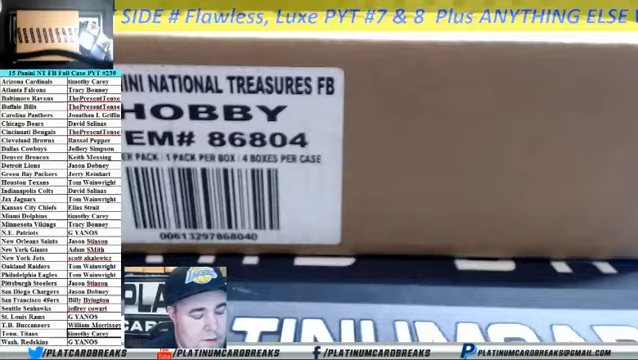 SIDE # Flawless, Luxe PYT #7 & 8 Plus ANYTHING ELSE
15 Panini NT FB Full Case PYT #239
Arizona Cardinals timothy Carey
Atlanta Falcons Tracy Bonney
Baltimore Ravens ThePresentTense
Buffalo Bills ThePresentTense
Carolina Panthers Jonathan L Griffin
Chicago Bears David Salinas
Cincinnati Bengals ThePresentTense
Cleveland Browns Russel Pepper
Dallas Cowboys Jeffery Simpson
Denver Broncos Keith Messing
Detroit Lions Jason Debney
Green Bay Packers Jerry Reinhart
Houston Texans Tom Wainwright
Indianapolis Colts David Salinas
Jax Jaguars Tom Wainwright
Kansas City Chiefs Elias Strait
Miami Dolphins timothy Carey
Minnesota Vikings Tracy Bonney
N.E. Patriots G YANOS
New Orleans Saints Jason Stinson
New York Giants Adam SMith
New York Jets scott akalewicz
Oakland Raiders Tom Wainwright
Philadelphia Eagles Tom Wainwright
Pittsburgh Steelers Jason Stinson
San Diego Chargers Jason Debney
San Francisco 49ers Billy Byington
Seattle Seahawks jeffrey cowart
St. Louis Rams G YANOS
T.B. Buccaneers William Morrissey
Tenn. Titans timothy Carey
Wash. Redskins G YANOS
INI NATIONAL TREASURES FB
HOBBY
EM# 86804
ER PACK | 1 PACK PER BOX | 4 BOXES PER CASE
00613297868040
/PLATCARDBREAKS
PLATINUMCARDBREAKS
/PLATINUMCARDBREAKS